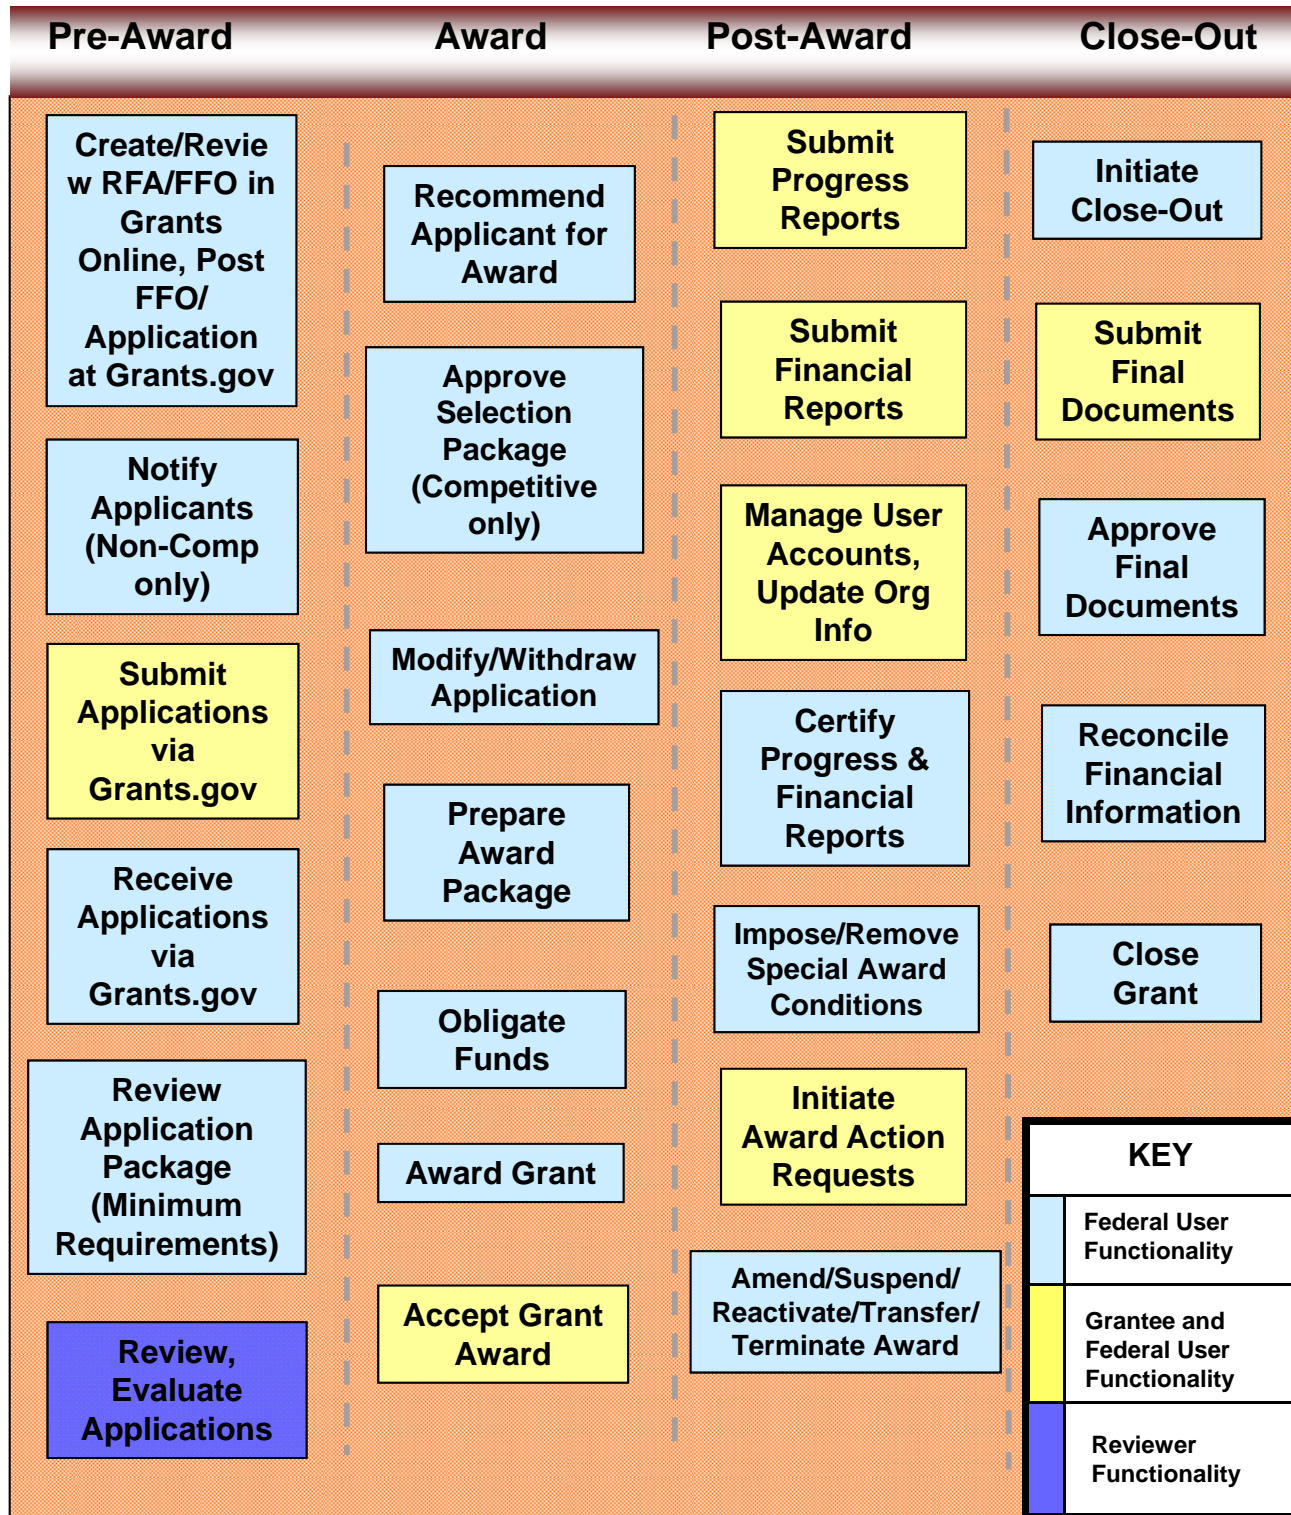 Pre-Award
Award
Post-Award
Close-Out
Create/Revie
w RFA/FFO in
Grants
Online, Post
FFO/
Application
at Grants.gov
Notify
Applicants
(Non-Comp
only)
Submit
Applications
via
Grants.gov
Receive
Applications
via
Grants.gov
Review
Application
Package
(Minimum
Requirements)
Review,
Evaluate
Applications
Recommend
Applicant for
Award
Approve
Selection
Package
(Competitive
only)
Modify/Withdraw
Application
Prepare
Award
Package
Obligate
Funds
Award Grant
Accept Grant
Award
Submit
Progress
Reports
Submit
Financial
Reports
Manage User
Accounts,
Update Org
Info
Certify
Progress &
Financial
Reports
Impose/Remove
Special Award
Conditions
Initiate
Award Action
Requests
Amend/Suspend/
Reactivate/Transfer/
Terminate Award
Initiate
Close-Out
Submit
Final
Documents
Approve
Final
Documents
Reconcile
Financial
Information
Close
Grant
KEY
Federal User
Functionality
Grantee and
Federal User
Functionality
Reviewer
Functionality